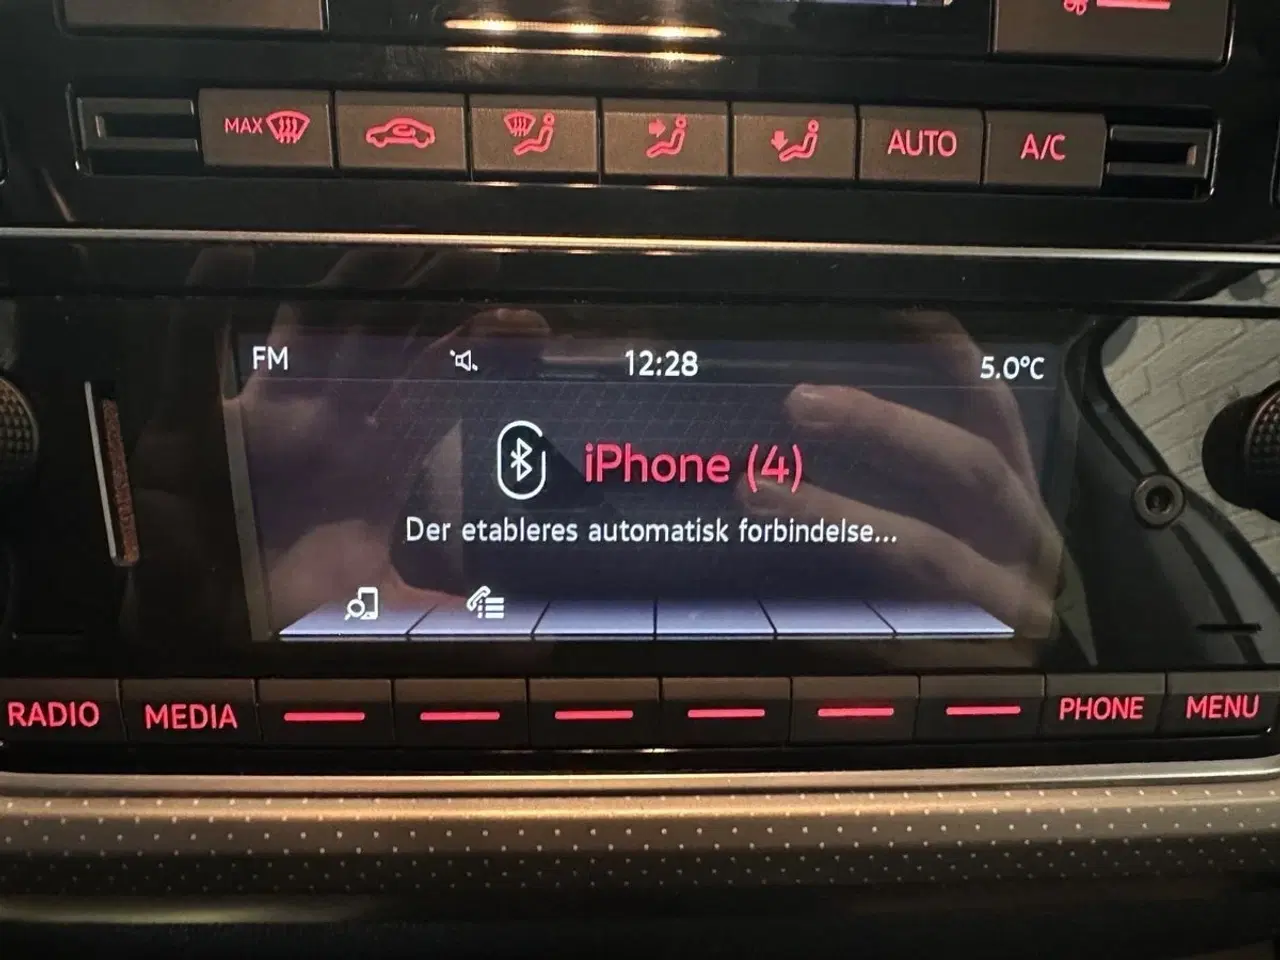 MAX
AUTO
A/C
FM 12:28 5.0°C
iPhone (4)
Der etableres automatisk forbindelse...
RADIO MEDIA PHONE MENU